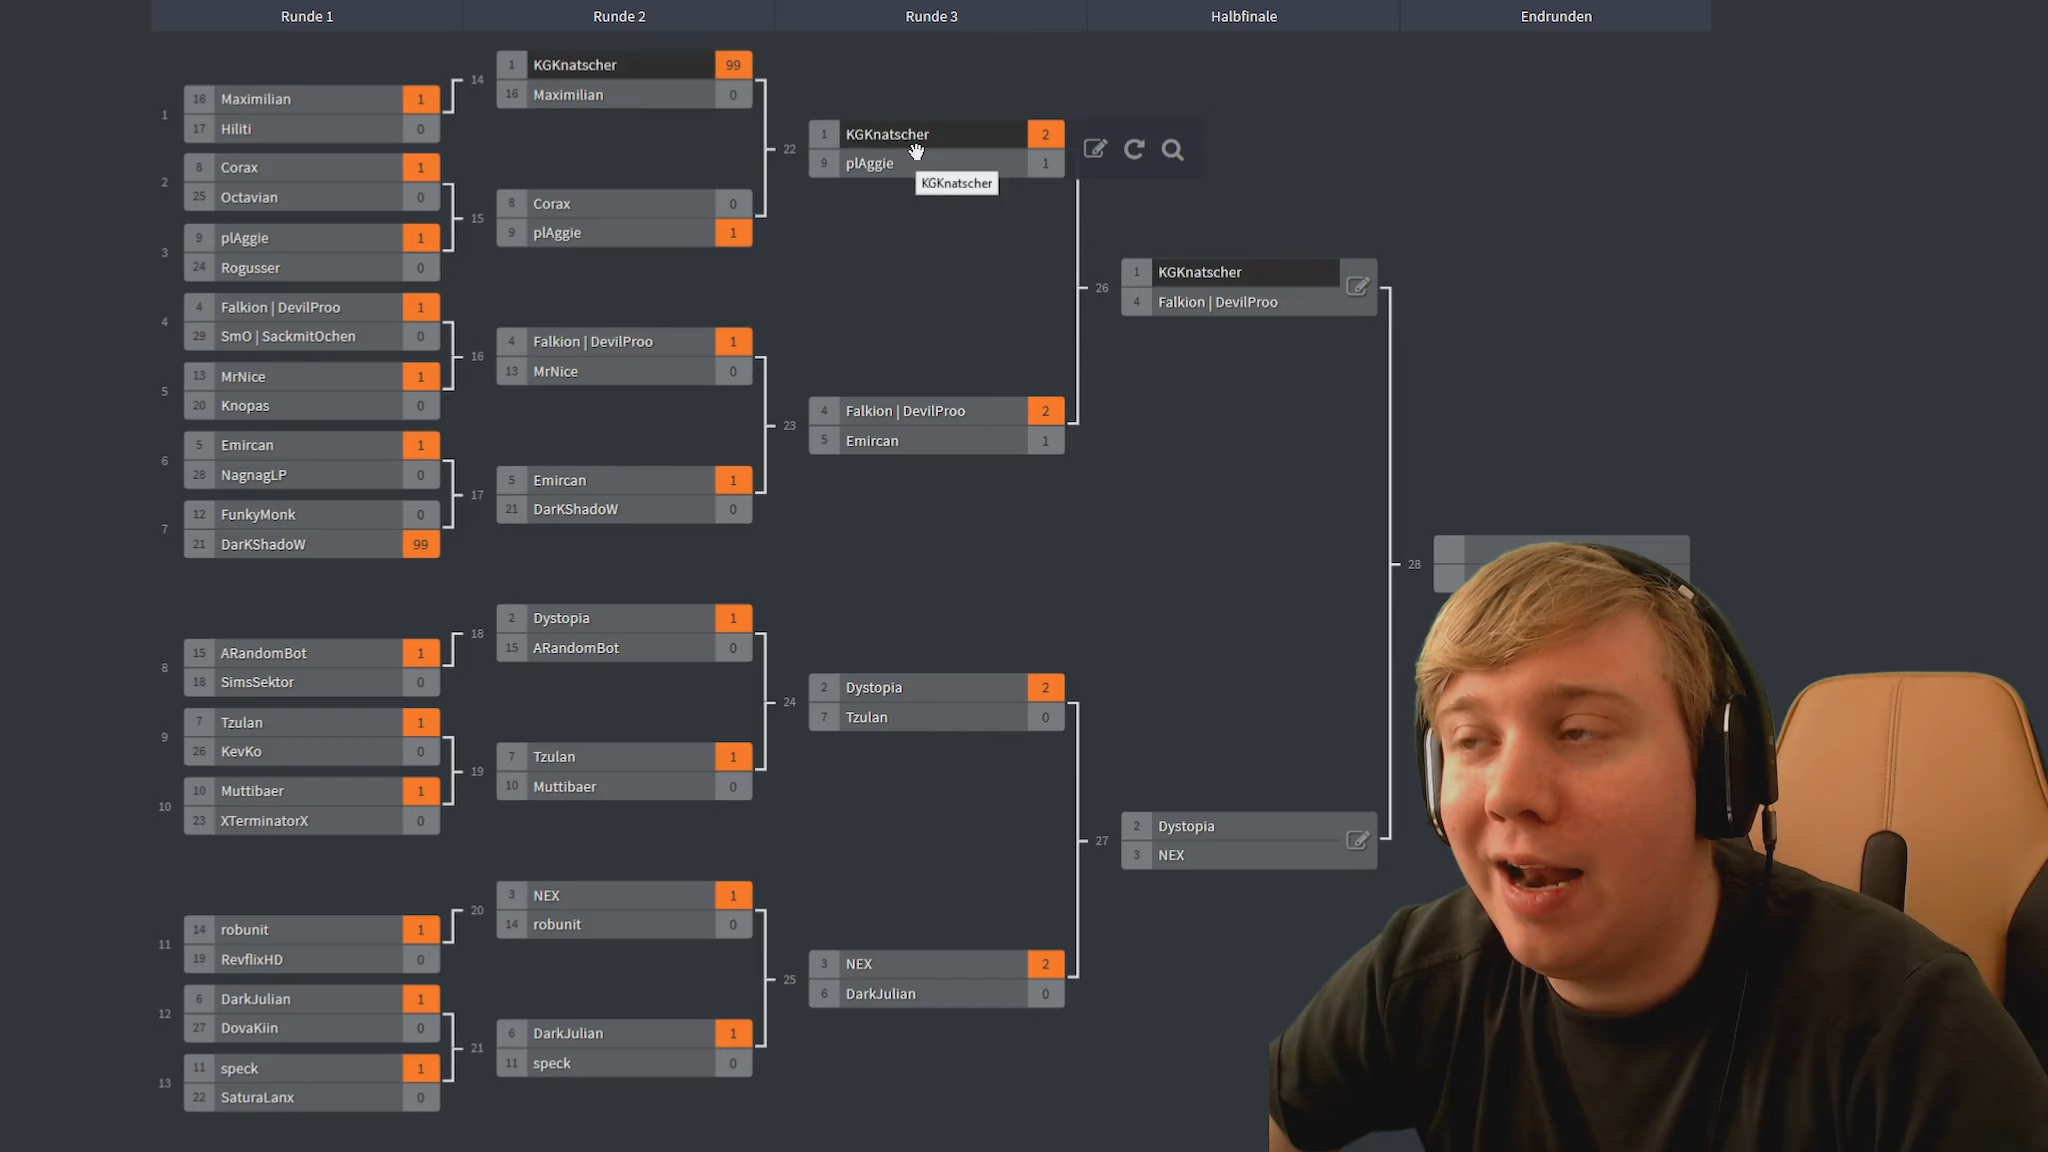 Runde 1
Runde 2
Runde 3
Halbfinale
Endrunden
1
16 Maximilian 1
17 Hiliti 0
2
8 Corax 1
25 Octavian 0
3
9 plAggie 1
24 Rogusser 0
4
4 Falkion | DevilProo 1
29 SmO | SackmitOchen 0
5
13 MrNice 1
20 Knopas 0
6
5 Emircan 1
28 NagnagLP 0
7
12 FunkyMonk 0
21 DarKShadoW 99
8
15 ARandomBot 1
18 SimsSektor 0
9
7 Tzulan 1
26 KevKo 0
10
10 Muttibaer 1
23 XTerminatorX 0
11
14 robunit 1
19 RevflixHD 0
12
6 DarkJulian 1
27 DovaKiin 0
13
11 speck 1
22 SaturaLanx 0
14
1 KGKnatscher 99
16 Maximilian 0
15
8 Corax 0
9 plAggie 1
16
4 Falkion | DevilProo 1
13 MrNice 0
17
5 Emircan 1
21 DarKShadoW 0
18
2 Dystopia 1
15 ARandomBot 0
19
7 Tzulan 1
10 Muttibaer 0
20
3 NEX 1
14 robunit 0
21
6 DarkJulian 1
11 speck 0
22
1 KGKnatscher 2
9 plAggie 1
KGKnatscher
23
4 Falkion | DevilProo 2
5 Emircan 1
24
2 Dystopia 2
7 Tzulan 0
25
3 NEX 2
6 DarkJulian 0
26
1 KGKnatscher
4 Falkion | DevilProo
27
2 Dystopia
3 NEX
28